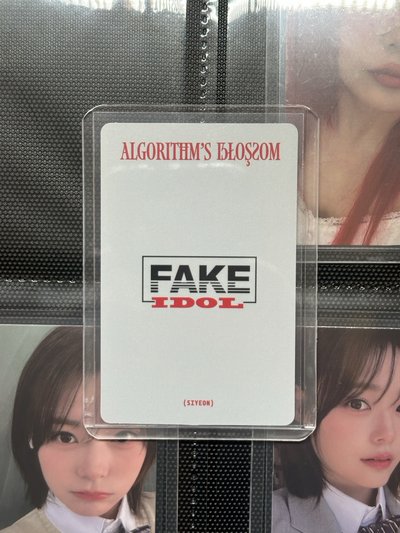 ALGORITHM'S BLOSSOM
FAKE
IDOL
(SIYEON)